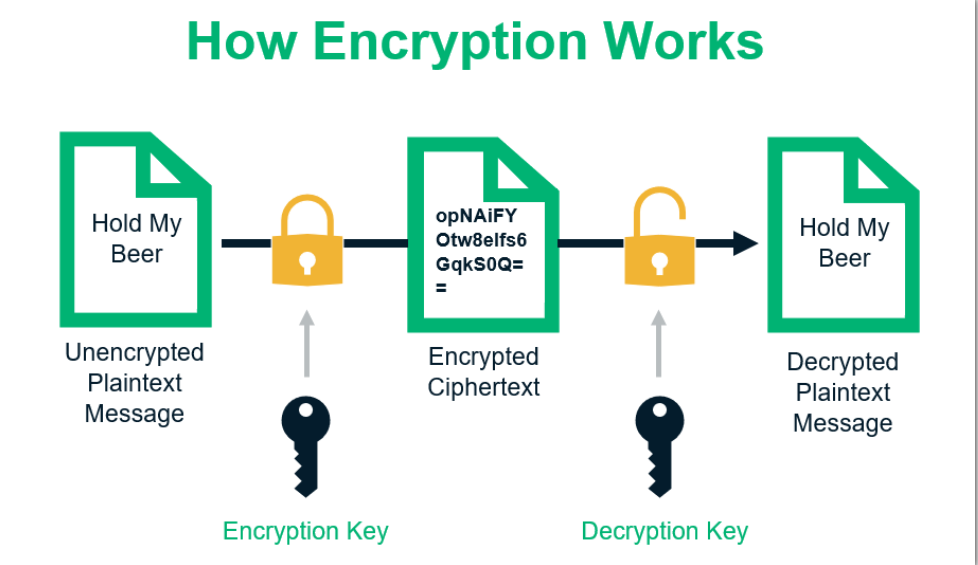 How Encryption Works
Hold My
Beer
opNAiFY
Otw8elfs6
GqkS0Q=
=
Hold My
Beer
Unencrypted
Plaintext
Message
Encrypted
Ciphertext
Decrypted
Plaintext
Message
Encryption Key
Decryption Key